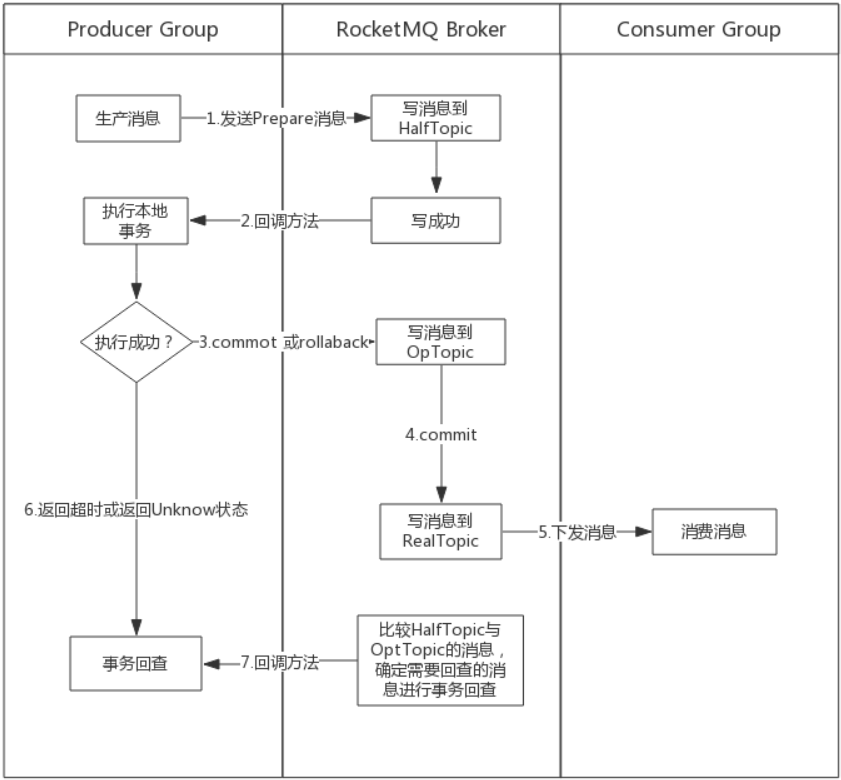 Producer Group
RocketMQ Broker
Consumer Group
生产消息
1.发送Prepare消息
写消息到
HalfTopic
执行本地
事务
2.回调方法
写成功
执行成功？
3.commot 或rollaback
写消息到
OpTopic
4.commit
6.返回超时或返回Unknow状态
写消息到
RealTopic
5.下发消息
消费消息
事务回查
7.回调方法
比较HalfTopic与
OptTopic的消息，
确定需要回查的消
息进行事务回查